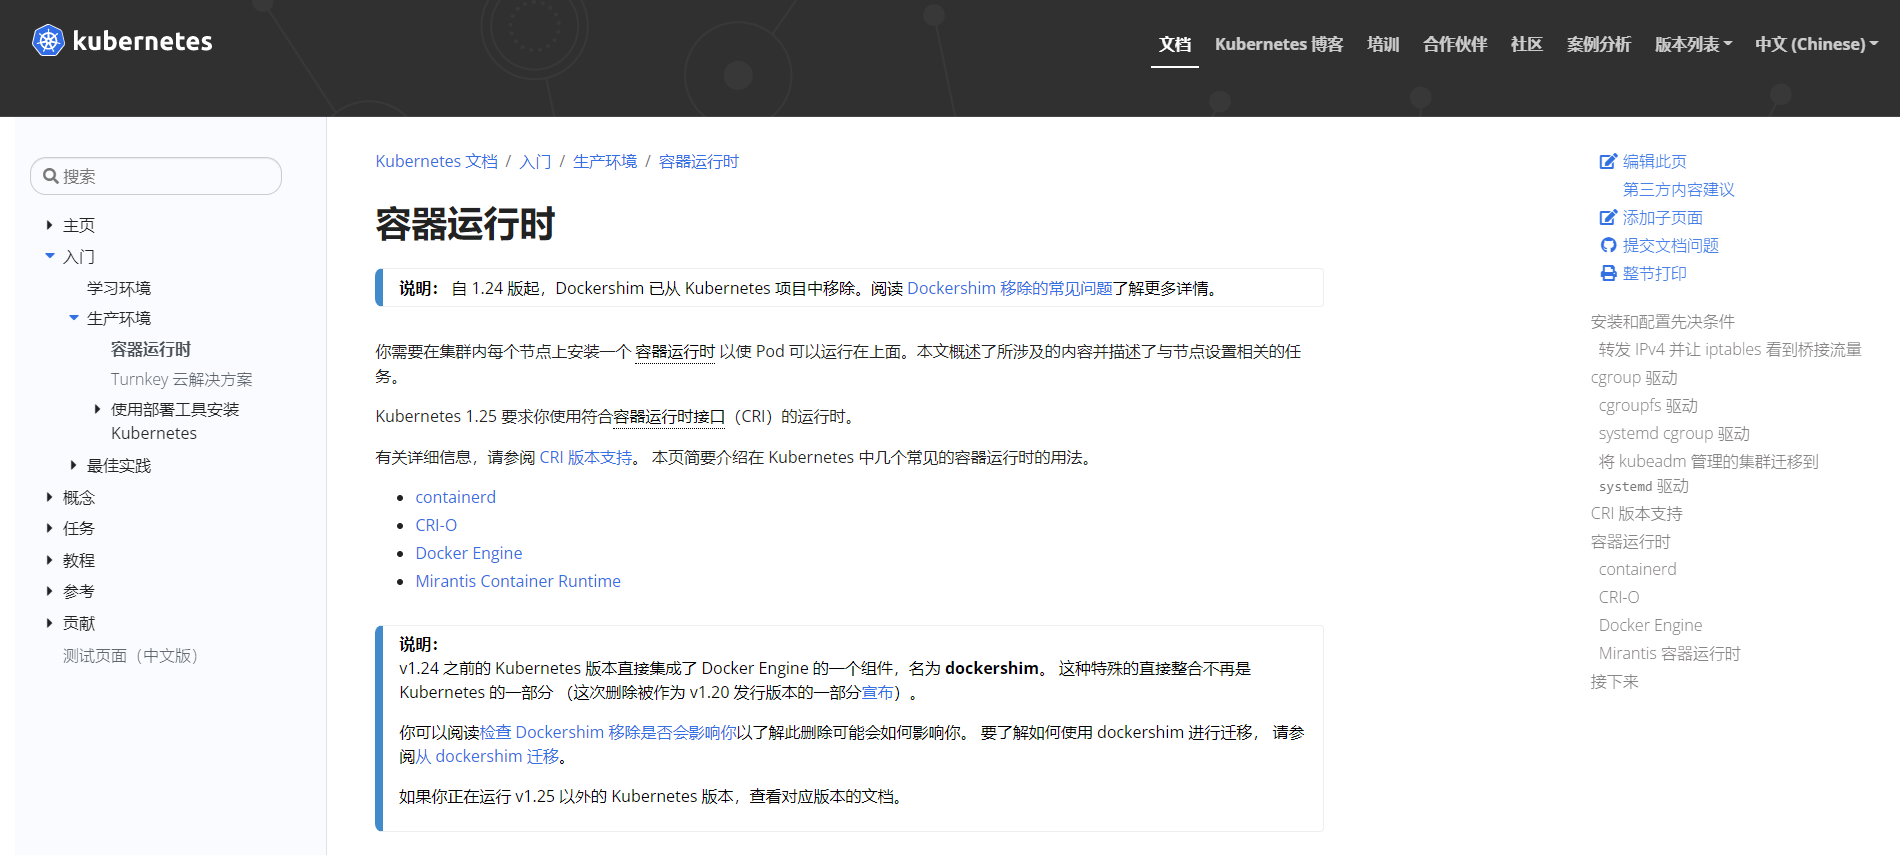 kubernetes
文档 Kubernetes 博客 培训 合作伙伴 社区 案例分析 版本列表 中文 (Chinese)
搜索
主页
入门
学习环境
生产环境
容器运行时
Turnkey 云解决方案
使用部署工具安装
Kubernetes
最佳实践
概念
任务
教程
参考
贡献
测试页面（中文版）
Kubernetes 文档 / 入门 / 生产环境 / 容器运行时
容器运行时
说明： 自 1.24 版起，Dockershim 已从 Kubernetes 项目中移除。阅读 Dockershim 移除的常见问题了解更多详情。
你需要在集群内每个节点上安装一个 容器运行时 以使 Pod 可以运行在上面。本文概述了所涉及的内容并描述了与节点设置相关的任
务。
Kubernetes 1.25 要求你使用符合容器运行时接口（CRI）的运行时。
有关详细信息，请参阅 CRI 版本支持。 本页简要介绍在 Kubernetes 中几个常见的容器运行时的用法。
containerd
CRI-O
Docker Engine
Mirantis Container Runtime
说明：
v1.24 之前的 Kubernetes 版本直接集成了 Docker Engine 的一个组件，名为 dockershim。 这种特殊的直接整合不再是
Kubernetes 的一部分 （这次删除被作为 v1.20 发行版本的一部分宣布）。
你可以阅读检查 Dockershim 移除是否会影响你以了解此删除可能会如何影响你。 要了解如何使用 dockershim 进行迁移， 请参
阅从 dockershim 迁移。
如果你正在运行 v1.25 以外的 Kubernetes 版本，查看对应版本的文档。
编辑此页
第三方内容建议
添加子页面
提交文档问题
整节打印
安装和配置先决条件
转发 IPv4 并让 iptables 看到桥接流量
cgroup 驱动
cgroupfs 驱动
systemd cgroup 驱动
将 kubeadm 管理的集群迁移到
systemd 驱动
CRI 版本支持
容器运行时
containerd
CRI-O
Docker Engine
Mirantis 容器运行时
接下来